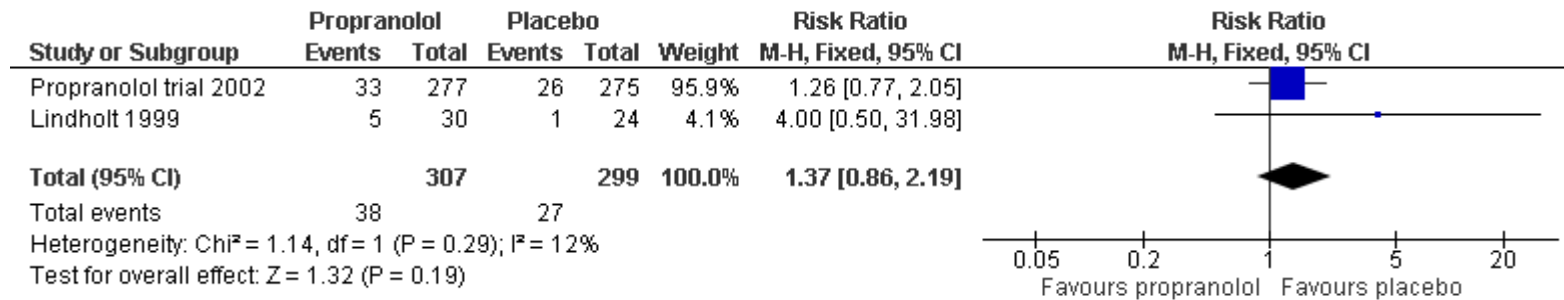 Propranolol Placebo Risk Ratio Risk Ratio
Study or Subgroup Events Total Events Total Weight M-H, Fixed, 95% CI M-H, Fixed, 95% CI
Propranolol trial 2002 33 277 26 275 95.9% 1.26 [0.77, 2.05]
Lindholt 1999 5 30 1 24 4.1% 4.00 [0.50, 31.98]
Total (95% CI) 307 299 100.0% 1.37 [0.86, 2.19]
Total events 38 27
Heterogeneity: Chi² = 1.14, df = 1 (P = 0.29); I² = 12%
Test for overall effect: Z = 1.32 (P = 0.19)
0.05 0.2 1 5 20
Favours propranolol Favours placebo